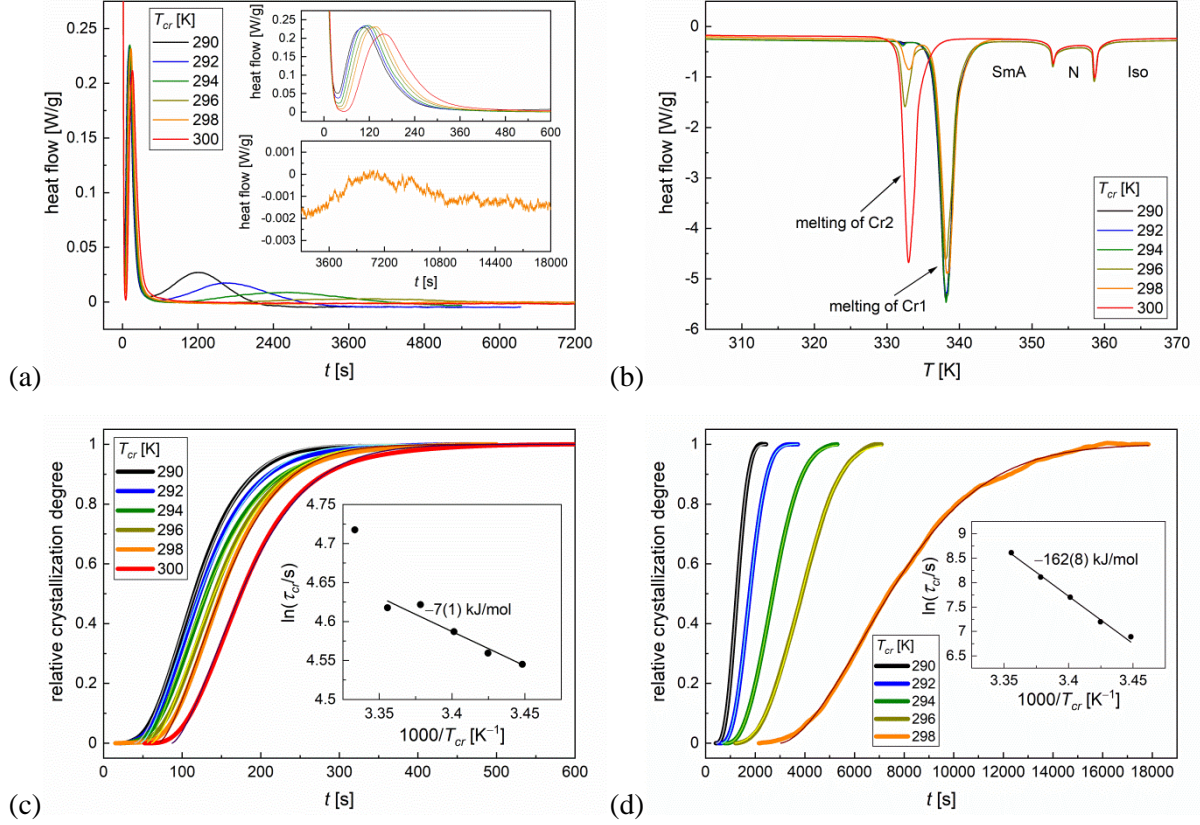 T_cr [K]
290
292
294
296
298
300
heat flow [W/g]
0.25
0.20
0.15
0.10
0.05
0
0 1200 2400 3600 4800 6000 7200
t [s]
heat flow [W/g]
0.25
0.20
0.15
0.10
0.05
0
0 120 240 360 480 600
heat flow [W/g]
0.001
0
-0.001
-0.002
-0.003
3600 7200 10800 14400 18000
t [s]
(a)
heat flow [W/g]
0
-1
-2
-3
-4
-5
-6
310 320 330 340 350 360 370
T [K]
SmA N Iso
melting of Cr2
melting of Cr1
T_cr [K]
290
292
294
296
298
300
(b)
T_cr [K]
290
292
294
296
298
300
relative crystallization degree
1
0.8
0.6
0.4
0.2
0
0 100 200 300 400 500 600
t [s]
ln(τ_cr/s)
4.75
4.7
4.65
4.6
4.55
4.5
3.35 3.4 3.45
1000/T_cr [K⁻¹]
−7(1) kJ/mol
(c)
relative crystallization degree
1
0.8
0.6
0.4
0.2
0
0 2000 4000 6000 8000 10000 12000 14000 16000 18000
t [s]
T_cr [K]
290
292
294
296
298
ln(τ_cr/s)
9
8.5
8
7.5
7
6.5
3.35 3.4 3.45
1000/T_cr [K⁻¹]
−162(8) kJ/mol
(d)